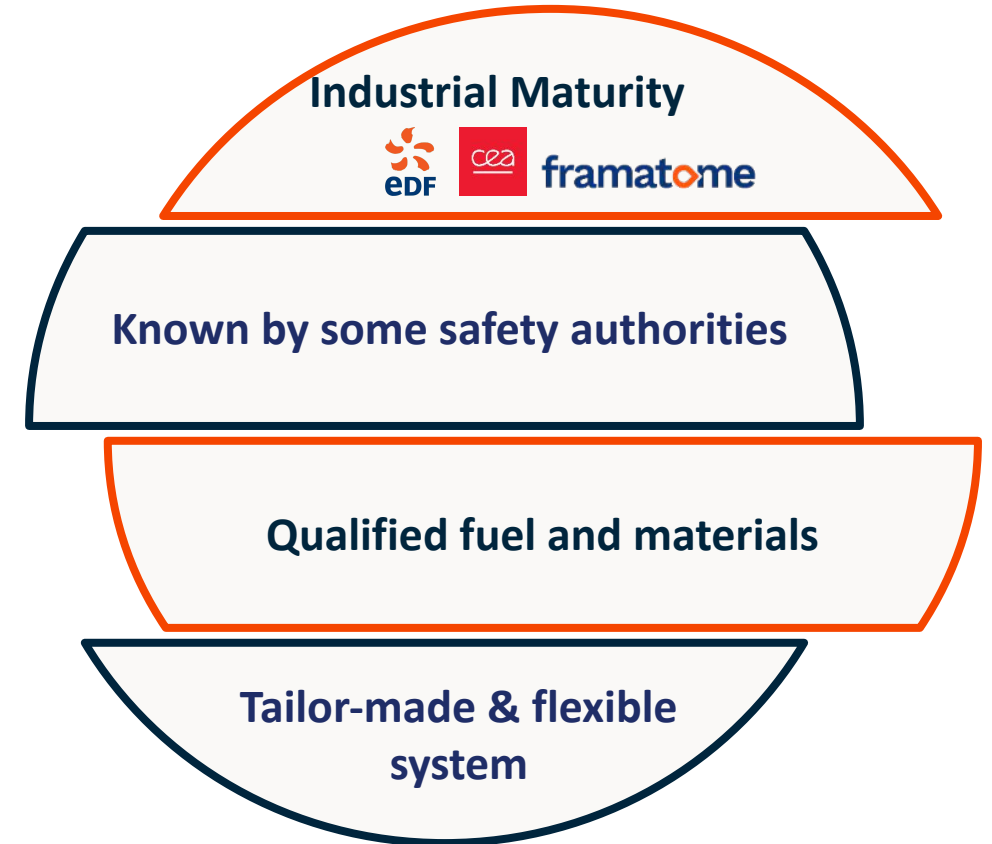 Industrial Maturity
eDF cea framatome
Known by some safety authorities
Qualified fuel and materials
Tailor-made & flexible
system